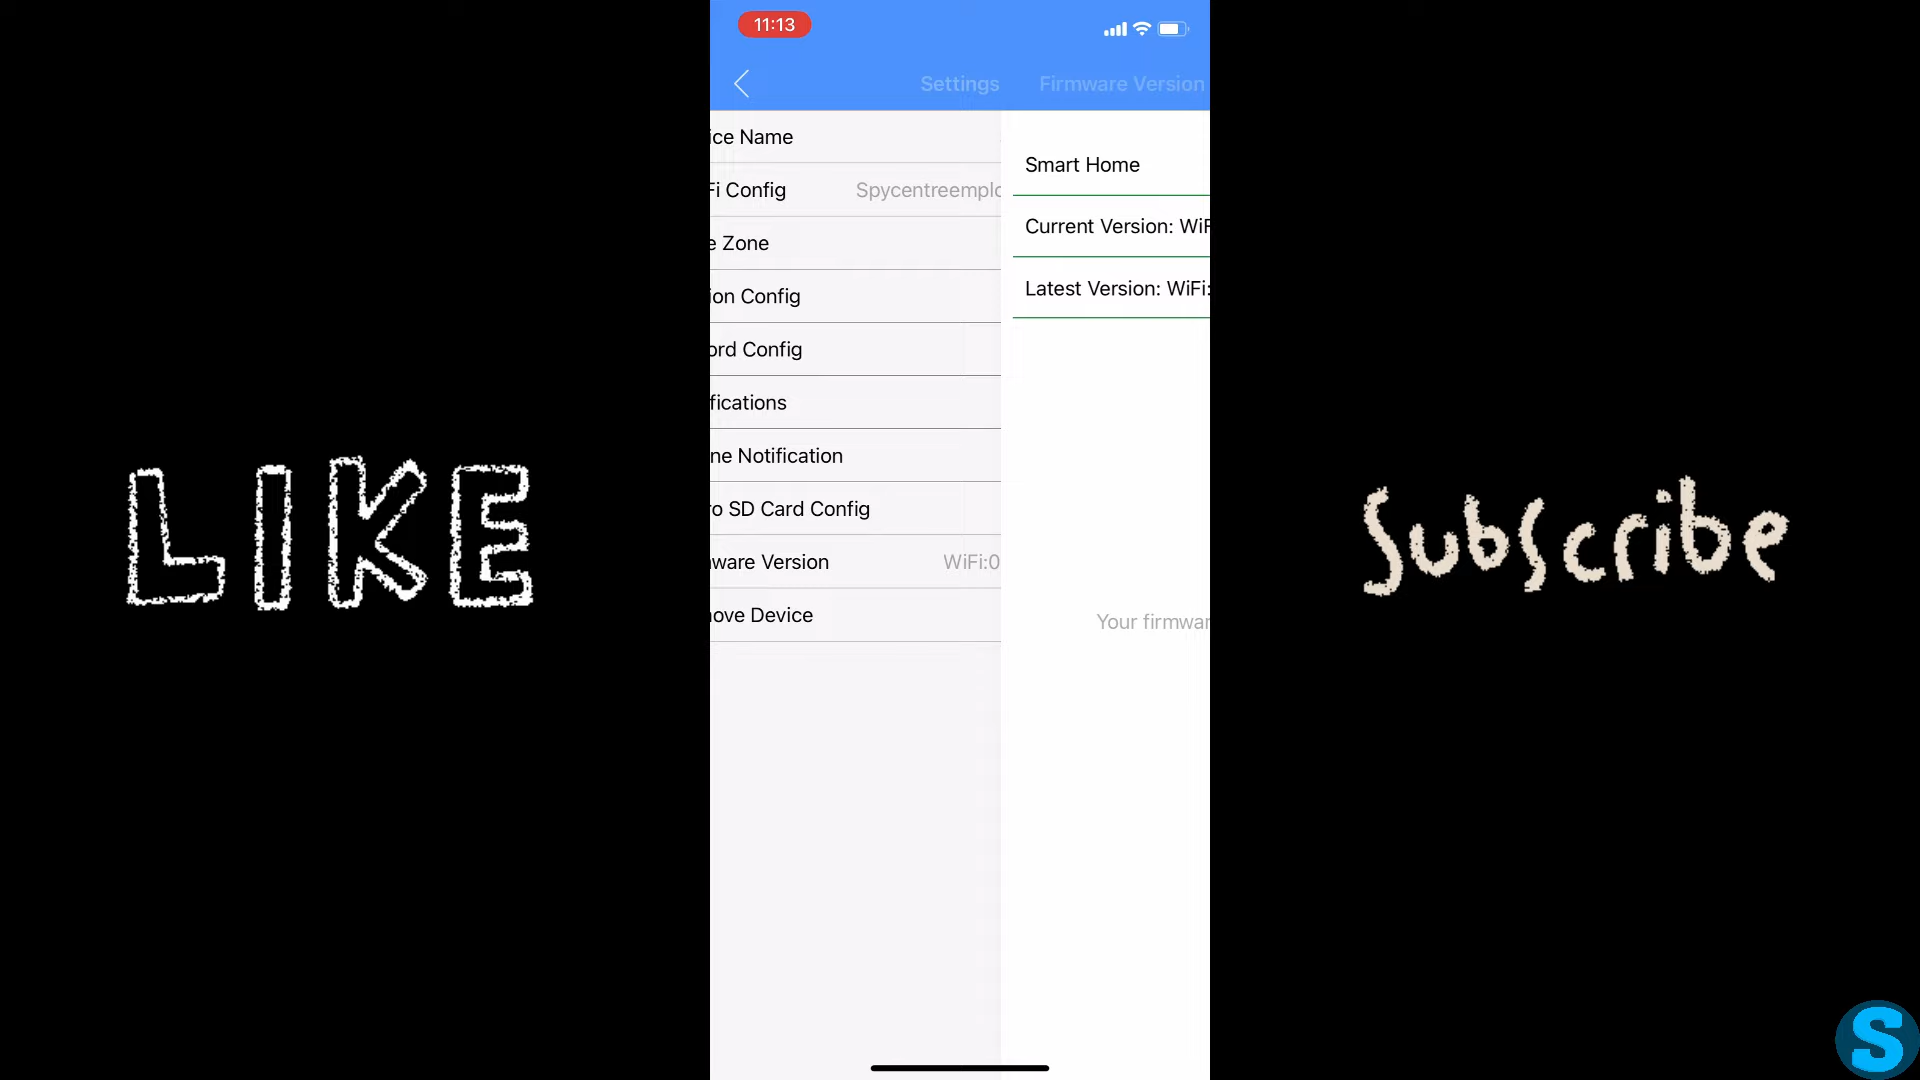 11:13
Settings
Firmware Version
ice Name
Fi Config
Spycentreemplo
e Zone
ion Config
ord Config
fications
ne Notification
ro SD Card Config
ware Version
WiFi:0
ove Device
Smart Home
Current Version: WiF
Latest Version: WiFi:
Your firmwar
LIKE
Subscribe
S